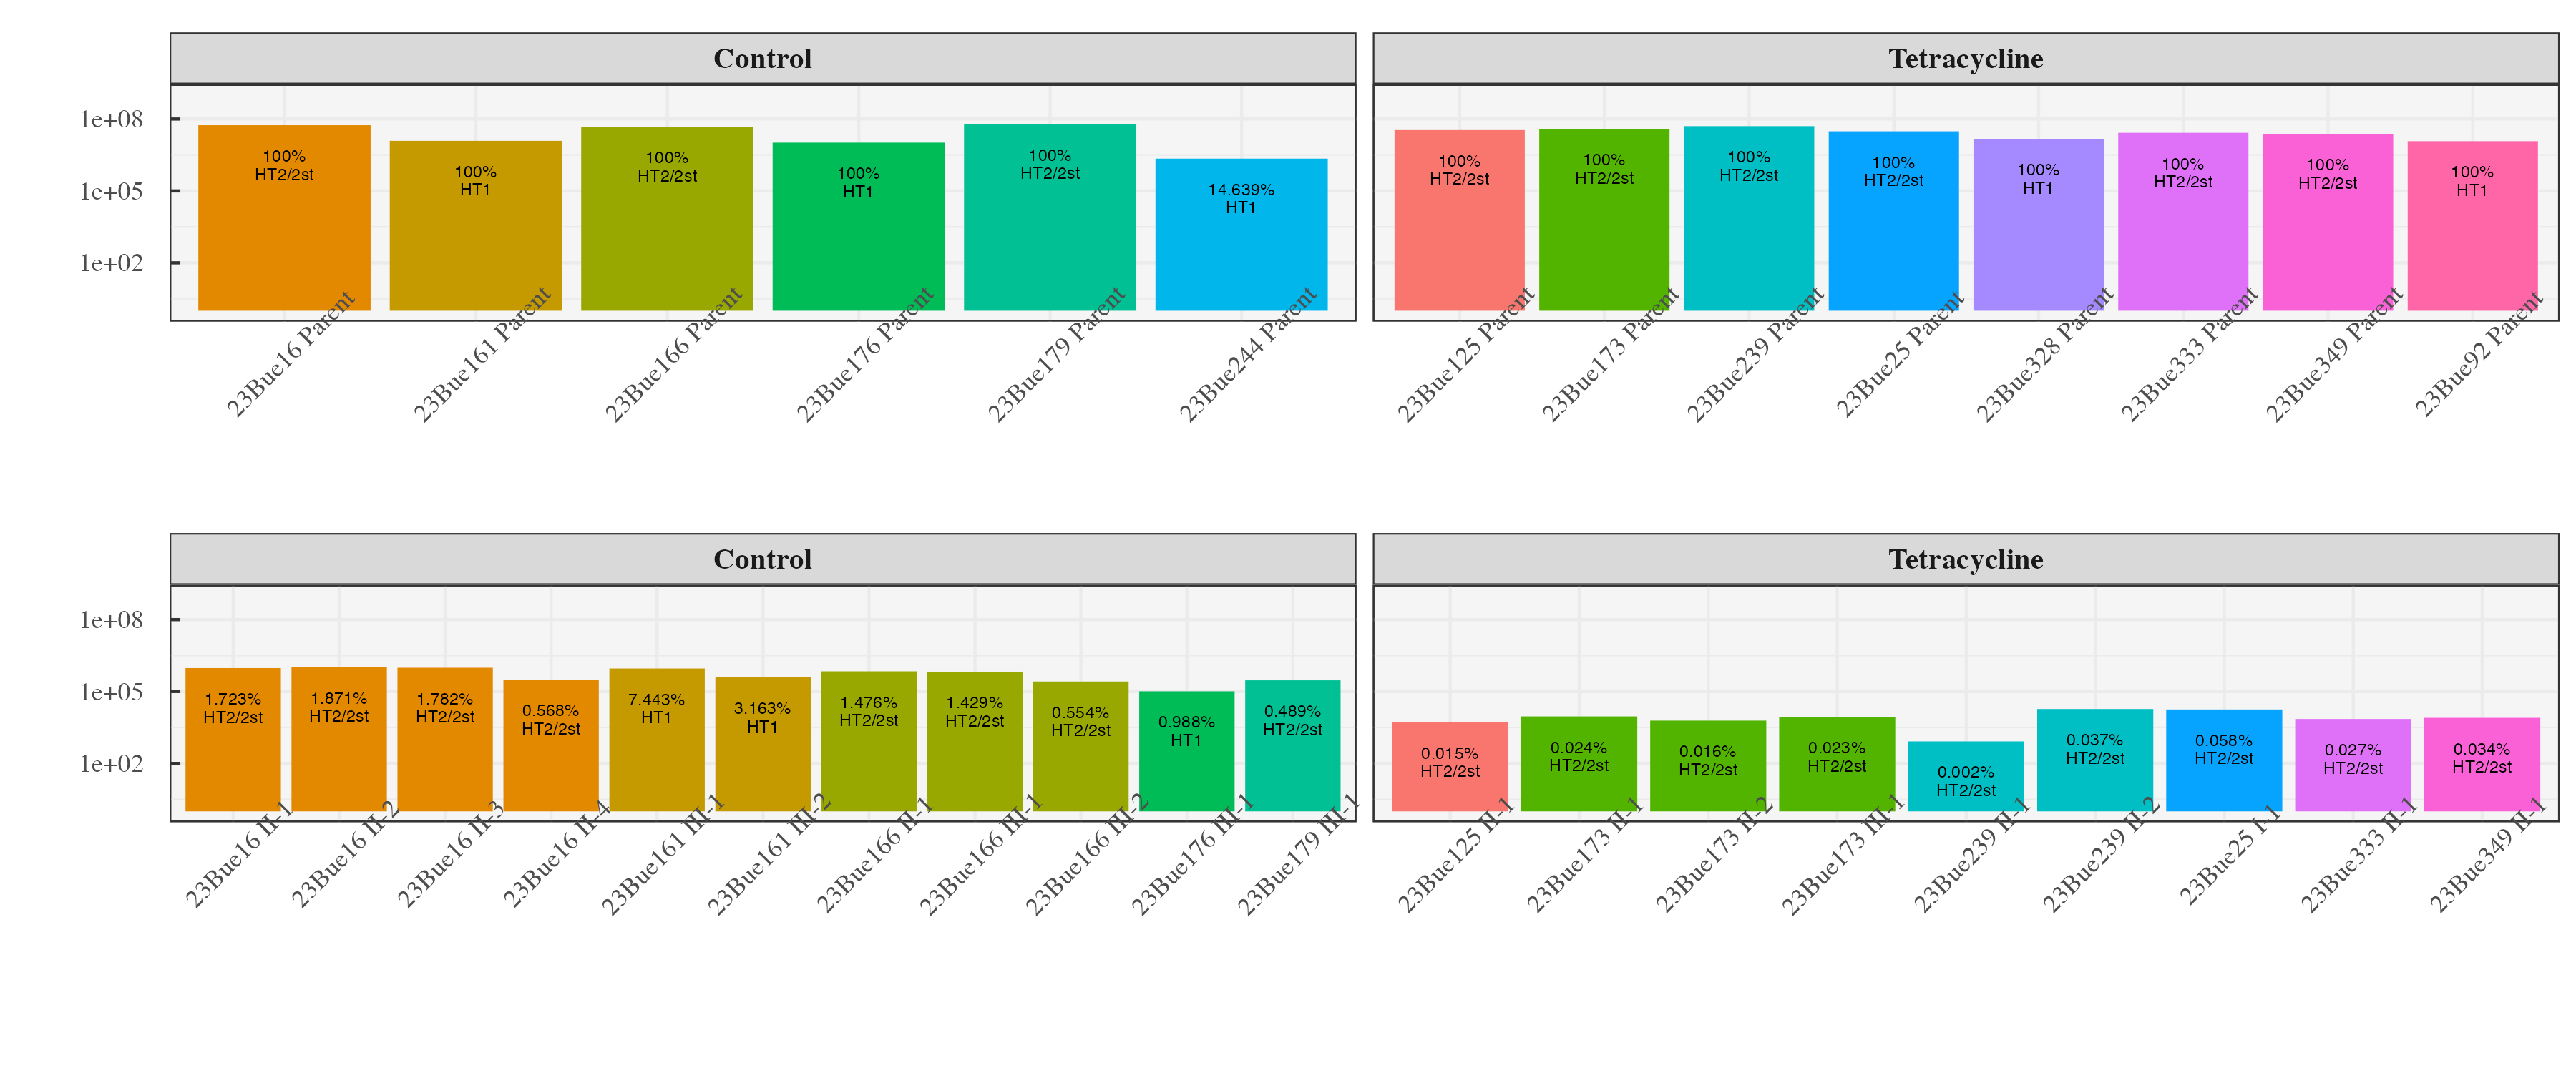 Control
Tetracycline
1e+08
1e+05
1e+02
100%
HT2/2st
100%
HT1
100%
HT2/2st
100%
HT1
100%
HT2/2st
14.639%
HT1
100%
HT2/2st
100%
HT2/2st
100%
HT2/2st
100%
HT2/2st
100%
HT1
100%
HT2/2st
100%
HT2/2st
100%
HT1
23Bue16 Parent
23Bue161 Parent
23Bue166 Parent
23Bue176 Parent
23Bue179 Parent
23Bue244 Parent
23Bue125 Parent
23Bue173 Parent
23Bue239 Parent
23Bue25 Parent
23Bue328 Parent
23Bue333 Parent
23Bue349 Parent
23Bue92 Parent
Control
Tetracycline
1e+08
1e+05
1e+02
1.723%
HT2/2st
1.871%
HT2/2st
1.782%
HT2/2st
0.568%
HT2/2st
7.443%
HT1
3.163%
HT1
1.476%
HT2/2st
1.429%
HT2/2st
0.554%
HT2/2st
0.988%
HT1
0.489%
HT2/2st
0.015%
HT2/2st
0.024%
HT2/2st
0.016%
HT2/2st
0.023%
HT2/2st
0.002%
HT2/2st
0.037%
HT2/2st
0.058%
HT2/2st
0.027%
HT2/2st
0.034%
HT2/2st
23Bue16 II-1
23Bue16 II-2
23Bue16 II-3
23Bue16 II-4
23Bue161 III-1
23Bue161 III-2
23Bue166 II-1
23Bue166 III-1
23Bue166 III-2
23Bue176 III-1
23Bue179 III-1
23Bue125 II-1
23Bue173 II-1
23Bue173 II-2
23Bue173 III-1
23Bue239 II-1
23Bue239 II-2
23Bue25 I-1
23Bue333 II-1
23Bue349 II-1